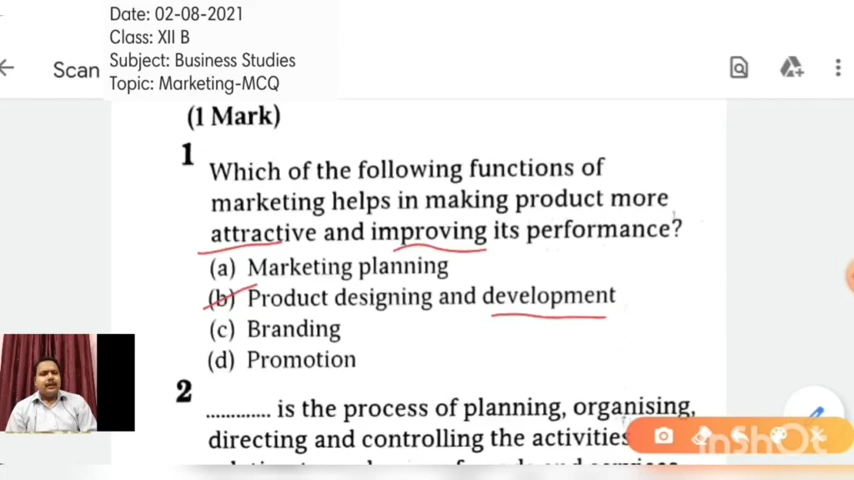 Date: 02-08-2021
Class: XII B
Subject: Business Studies
Topic: Marketing-MCQ
Scan
(1 Mark)
1
Which of the following functions of
marketing helps in making product more
attractive and improving its performance?
(a) Marketing planning
(b) Product designing and development
(c) Branding
(d) Promotion
2
............. is the process of planning, organising,
directing and controlling the activities
InShOt